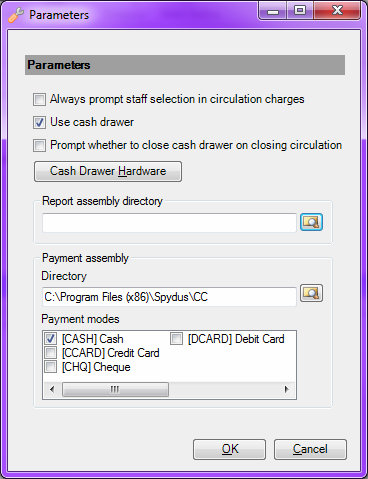 Parameters
Parameters
Always prompt staff selection in circulation charges
Use cash drawer
Prompt whether to close cash drawer on closing circulation
Cash Drawer Hardware
Report assembly directory
Payment assembly
Directory
C:\Program Files (x86)\Spydus\CC
Payment modes
[CASH] Cash [DCARD] Debit Card
[CCARD] Credit Card
[CHQ] Cheque
OK Cancel